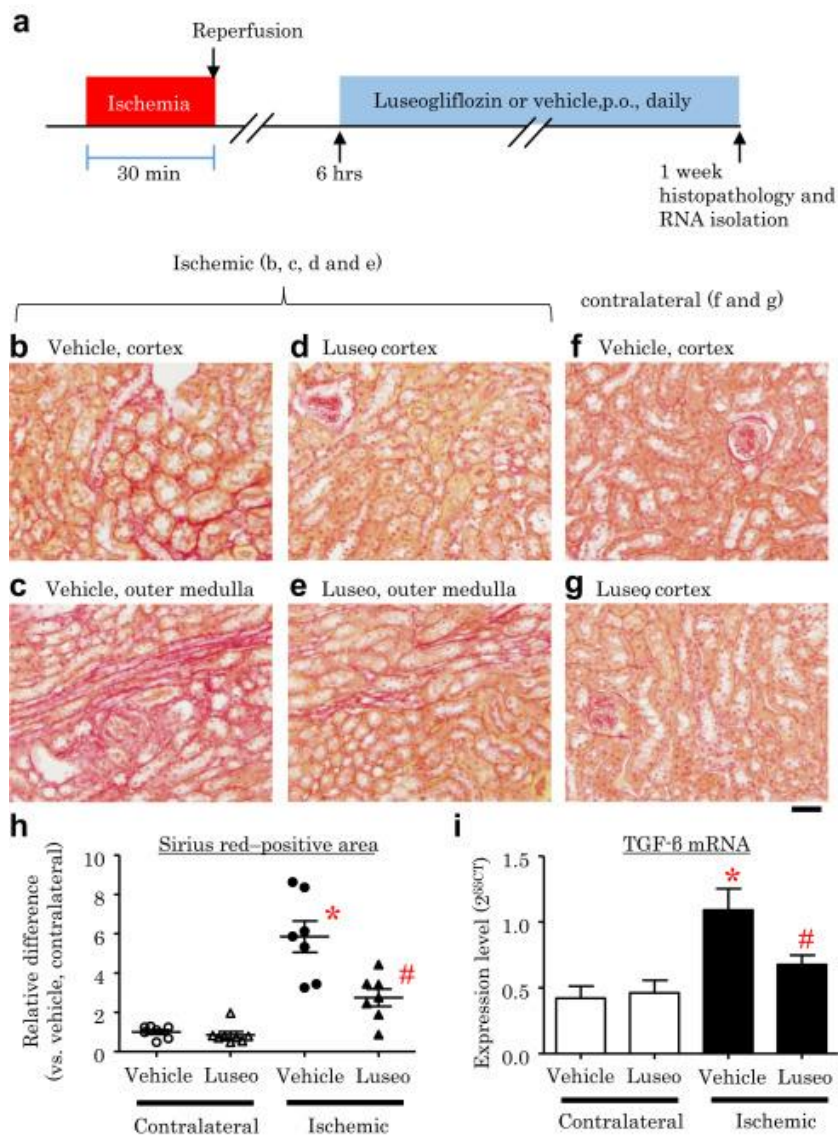 a
Reperfusion
Ischemia
Luseogliflozin or vehicle,p.o., daily
30 min
6 hrs
1 week
histopathology and
RNA isolation
Ischemic (b, c, d and e)
contralateral (f and g)
b Vehicle, cortex
d Luseo cortex
f Vehicle, cortex
c Vehicle, outer medulla
e Luseo, outer medulla
g Luseo cortex
h
Sirius red–positive area
Relative difference
(vs. vehicle, contralateral)
10
8
6
4
2
0
*
#
Vehicle Luseo Vehicle Luseo
Contralateral Ischemic
i
TGF-β mRNA
Expression level (2^δδCT)
1.5
1.0
0.5
0.0
*
#
Vehicle Luseo Vehicle Luseo
Contralateral Ischemic